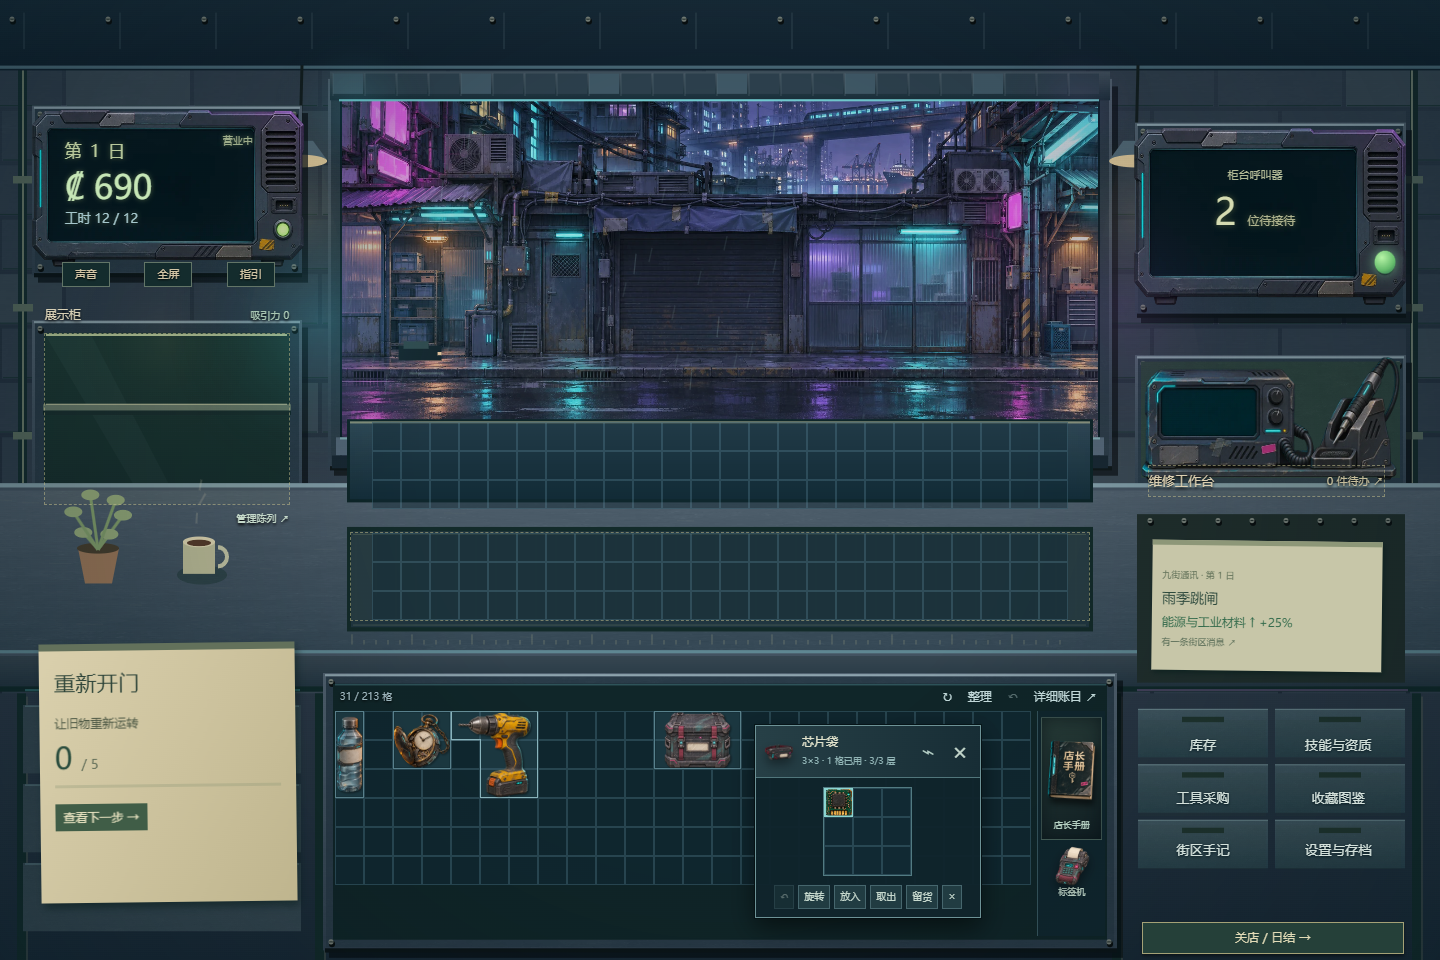 第 1 日
营业中
₡ 690
工时 12 / 12
声音
全屏
指引
展示柜
吸引力 0
管理陈列 ↗
柜台呼叫器
2 位待接待
维修工作台
0 件待办 ↗
九街通讯 · 第 1 日
雨季跳闸
能源与工业材料 ↑ +25%
有一条街区消息 ↗
重新开门
让旧物重新运转
0 / 5
查看下一步 →
31 / 213 格
↻ 整理
↶ 详细账目 ↗
芯片袋
3×3 · 1 格已用 · 3/3 层
旋转
放入
取出
留货
×
店长
手册
店长手册
标签机
库存
技能与资质
工具采购
收藏图鉴
街区手记
设置与存档
关店 / 日结 →